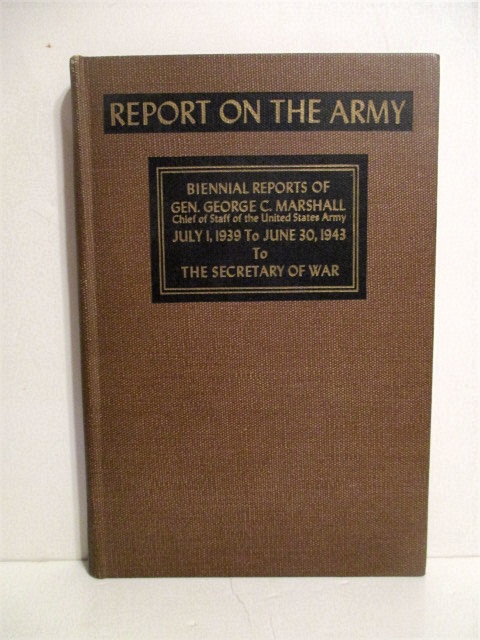 REPORT ON THE ARMY
BIENNIAL REPORTS OF
GEN. GEORGE C. MARSHALL
Chief of Staff of the United States Army
JULY 1, 1939 To JUNE 30, 1943
To
THE SECRETARY OF WAR